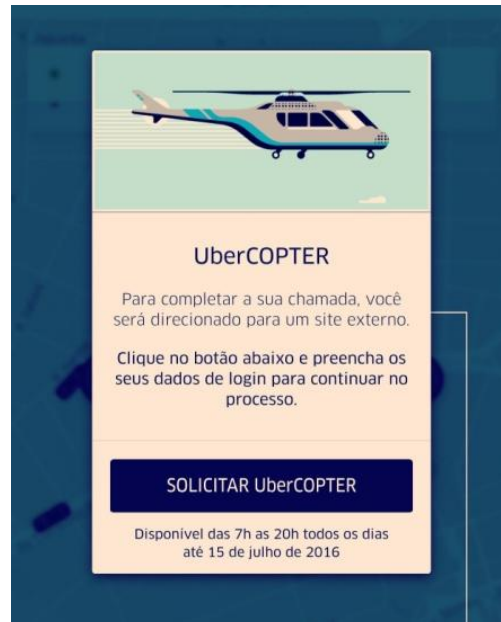 UberCOPTER
Para completar a sua chamada, você
será direcionado para um site externo.
Clique no botão abaixo e preencha os
seus dados de login para continuar no
processo.
SOLICITAR UberCOPTER
Disponível das 7h as 20h todos os dias
até 15 de julho de 2016